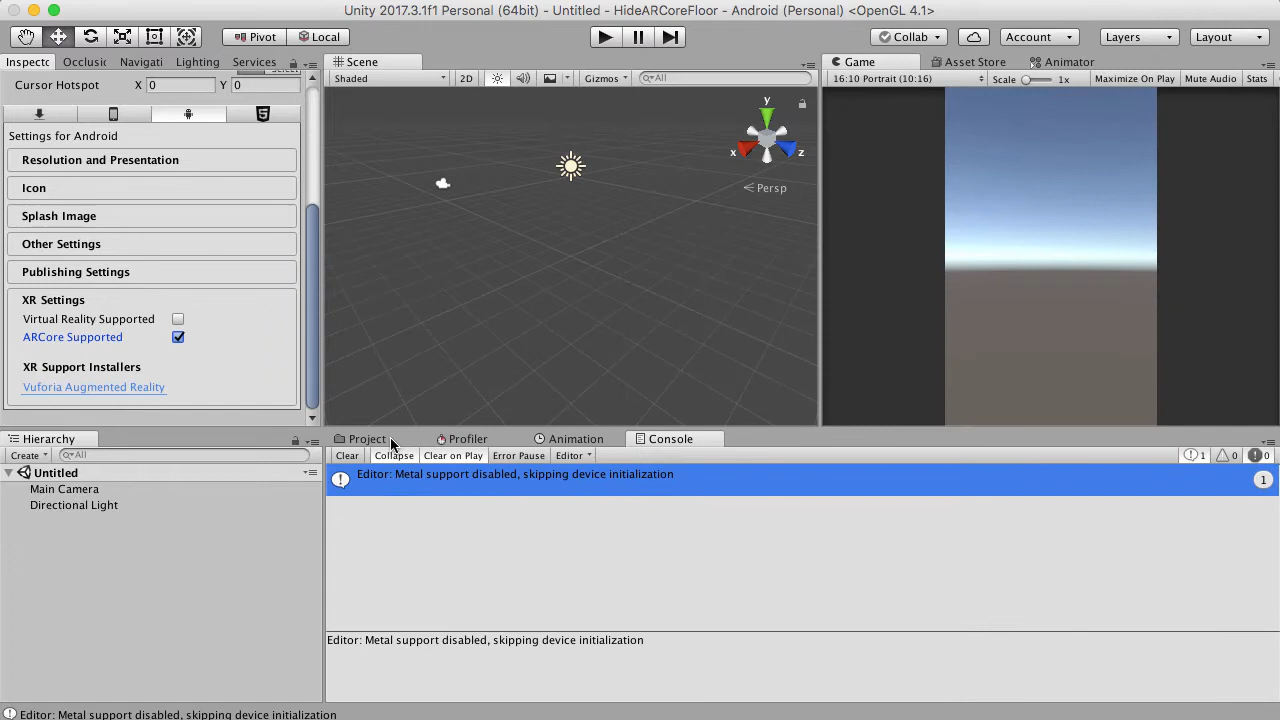 Unity 2017.3.1f1 Personal (64bit) - Untitled - HideARCoreFloor - Android (Personal) <OpenGL 4.1>
Pivot Local Collab Account Layers Layout
Inspectc Occlusic Navigati Lighting Services
Cursor Hotspot X 0 Y 0
Settings for Android
Resolution and Presentation
Icon
Splash Image
Other Settings
Publishing Settings
XR Settings
Virtual Reality Supported
ARCore Supported
XR Support Installers
Vuforia Augmented Reality
Scene
Shaded 2D Gizmos All
y
x z
Persp
Game Asset Store Animator
16:10 Portrait (10:16) Scale 1x Maximize On Play Mute Audio Stats
Hierarchy
Create All
Untitled
Main Camera
Directional Light
Project Profiler Animation Console
Clear Collapse Clear on Play Error Pause Editor 1 0 0
Editor: Metal support disabled, skipping device initialization
1
Editor: Metal support disabled, skipping device initialization
Editor: Metal support disabled, skipping device initialization